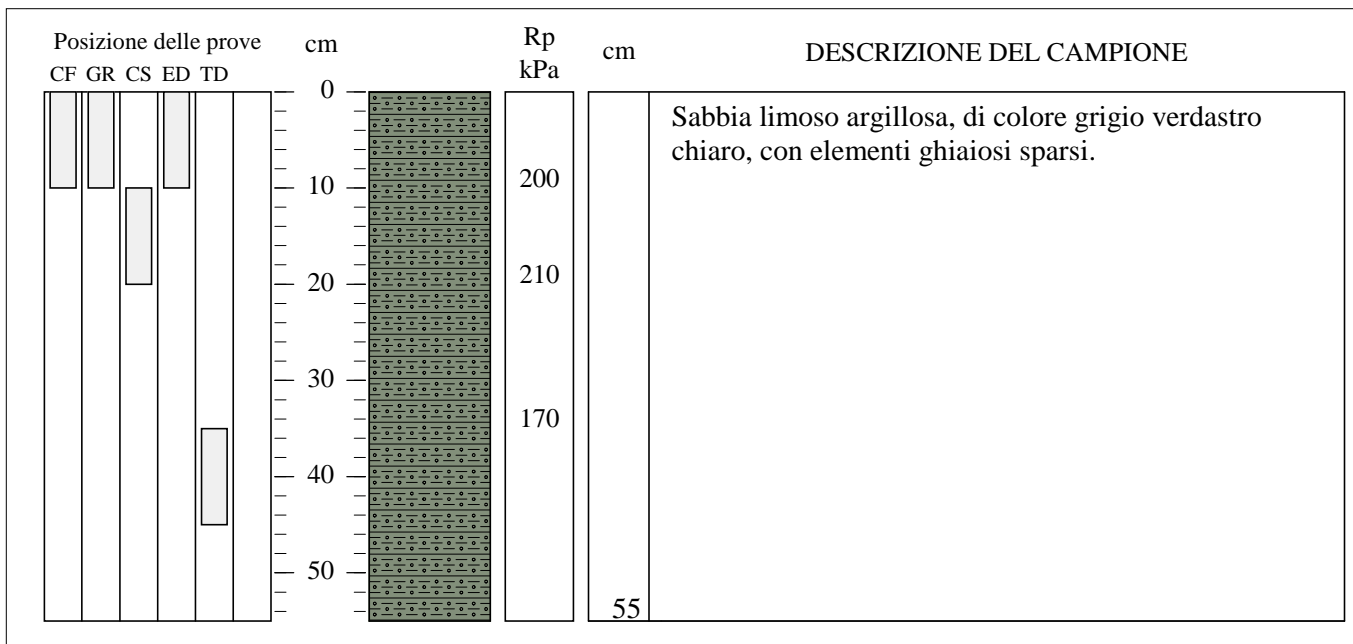 Posizione delle prove
CF GR CS ED TD
cm
Rp
kPa
cm
DESCRIZIONE DEL CAMPIONE
0
10
20
30
40
50
200
210
170
55
Sabbia limoso argillosa, di colore grigio verdastro
chiaro, con elementi ghiaiosi sparsi.